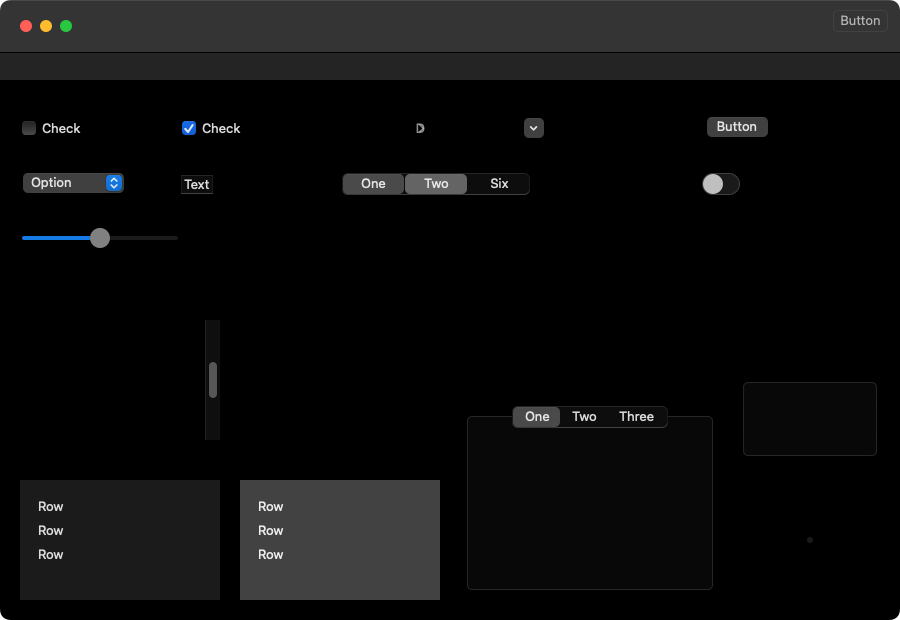 Button
Check
Check
D
Button
Option
Text
One
Two
Six
One
Two
Three
Row
Row
Row
Row
Row
Row